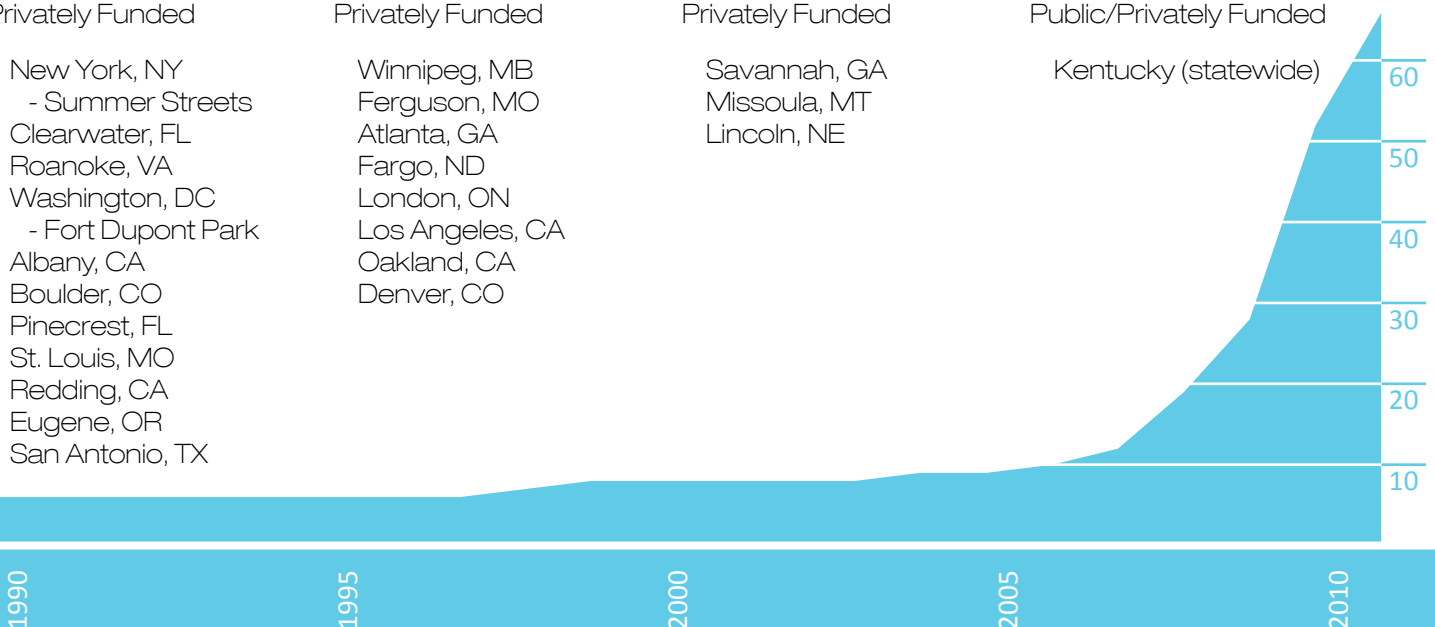 Privately Funded
New York, NY
- Summer Streets
Clearwater, FL
Roanoke, VA
Washington, DC
- Fort Dupont Park
Albany, CA
Boulder, CO
Pinecrest, FL
St. Louis, MO
Redding, CA
Eugene, OR
San Antonio, TX
Privately Funded
Winnipeg, MB
Ferguson, MO
Atlanta, GA
Fargo, ND
London, ON
Los Angeles, CA
Oakland, CA
Denver, CO
Privately Funded
Savannah, GA
Missoula, MT
Lincoln, NE
Public/Privately Funded
Kentucky (statewide)
60
50
40
30
20
10
1990
1995
2000
2005
2010